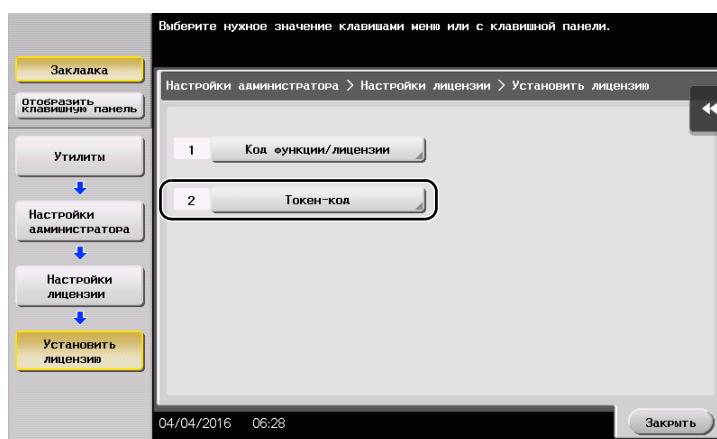 Выберите нужное значение клавишами меню или с клавишной панели.
Закладка
Отобразить
клавишную панель
Утилиты
Настройки
администратора
Настройки
лицензии
Установить
лицензию
Настройки администратора > Настройки лицензии > Установить лицензию
1 Код функции/лицензии
2 Токен-код
04/04/2016 06:28
Закрыть